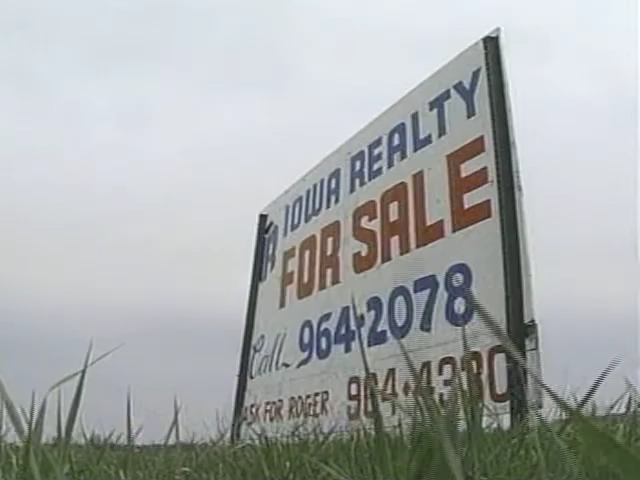 IOWA REALTY
FOR SALE
Call 964-2078
ASK FOR ROGER 964-4330